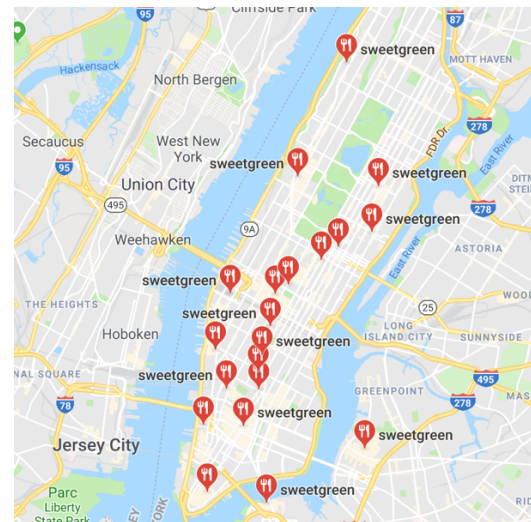 Cliffside Park
95
87
sweetgreen
MOTT HAVEN
Hackensack
North Bergen
278
FDR Dr.
East River
Secaucus
West New
York
sweetgreen
95
sweetgreen
Union City
495
278
sweetgreen
9A
Weehawken
ASTORIA
East River
sweetgreen
THE HEIGHTS
25
sweetgreen
Hoboken
LONG
ISLAND CITY
SUNNYSIDE
sweetgreen
sweetgreen
495
GREENPOINT
278
78
sweetgreen
sweetgreen
Jersey City
Parc
Liberty
State Park
sweetgreen